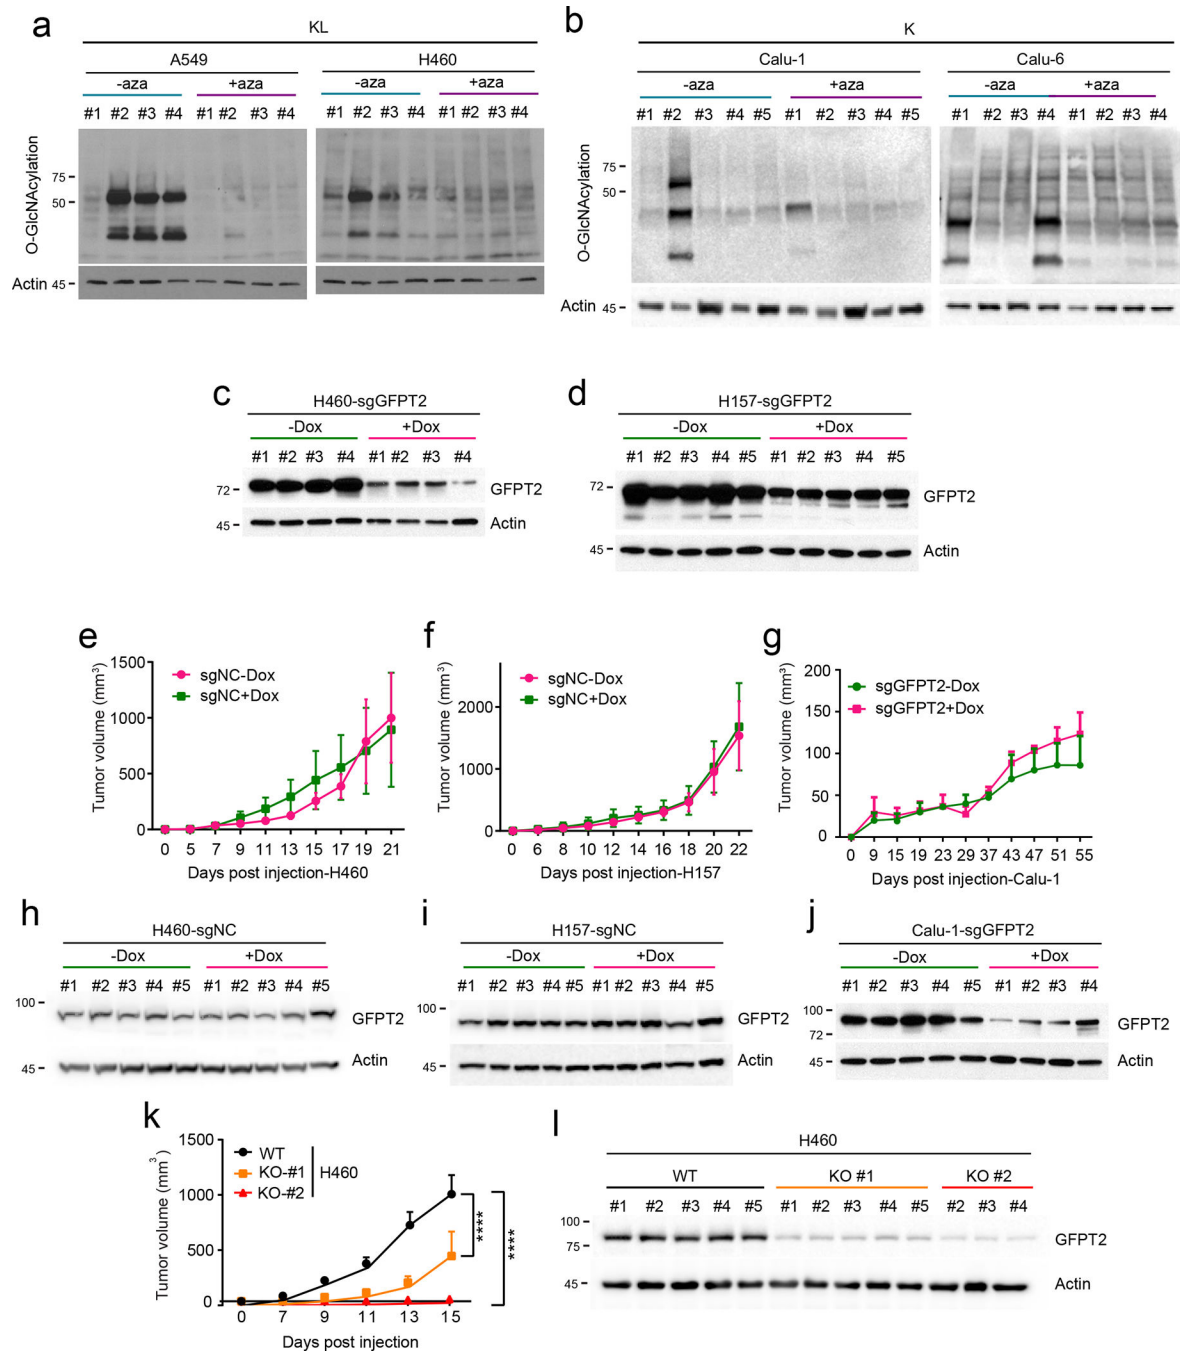 a
KL
A549
H460
-aza +aza -aza +aza
#1 #2 #3 #4 #1 #2 #3 #4 #1 #2 #3 #4 #1 #2 #3 #4
O-GlcNAcylation
75
50
Actin 45
b
K
Calu-1
Calu-6
-aza +aza -aza +aza
#1 #2 #3 #4 #5 #1 #2 #3 #4 #5 #1 #2 #3 #4 #1 #2 #3 #4
O-GlcNAcylation
75
50
Actin 45
c
H460-sgGFPT2
-Dox +Dox
#1 #2 #3 #4 #1 #2 #3 #4
72 GFPT2
45 Actin
d
H157-sgGFPT2
-Dox +Dox
#1 #2 #3 #4 #5 #1 #2 #3 #4 #5
72 GFPT2
45 Actin
e
Tumor volume (mm³)
1500
1000
500
0
sgNC-Dox
sgNC+Dox
0 5 7 9 11 13 15 17 19 21
Days post injection-H460
f
Tumor volume (mm³)
2000
1000
0
sgNC-Dox
sgNC+Dox
0 6 8 10 12 14 16 18 20 22
Days post injection-H157
g
Tumor volume (mm³)
200
150
100
50
0
sgGFPT2-Dox
sgGFPT2+Dox
0 9 15 19 23 29 37 43 47 51 55
Days post injection-Calu-1
h
H460-sgNC
-Dox +Dox
#1 #2 #3 #4 #5 #1 #2 #3 #4 #5
100
GFPT2
45 Actin
i
H157-sgNC
-Dox +Dox
#1 #2 #3 #4 #5 #1 #2 #3 #4 #5
100
GFPT2
45 Actin
j
Calu-1-sgGFPT2
-Dox +Dox
#1 #2 #3 #4 #5 #1 #2 #3 #4
100
72
GFPT2
45 Actin
k
Tumor volume (mm³)
1500
1000
500
0
WT
KO-#1
KO-#2
H460
****
****
0 7 9 11 13 15
Days post injection
l
H460
WT KO #1 KO #2
#1 #2 #3 #4 #5 #1 #2 #3 #4 #5 #2 #3 #4
100
75
GFPT2
45 Actin